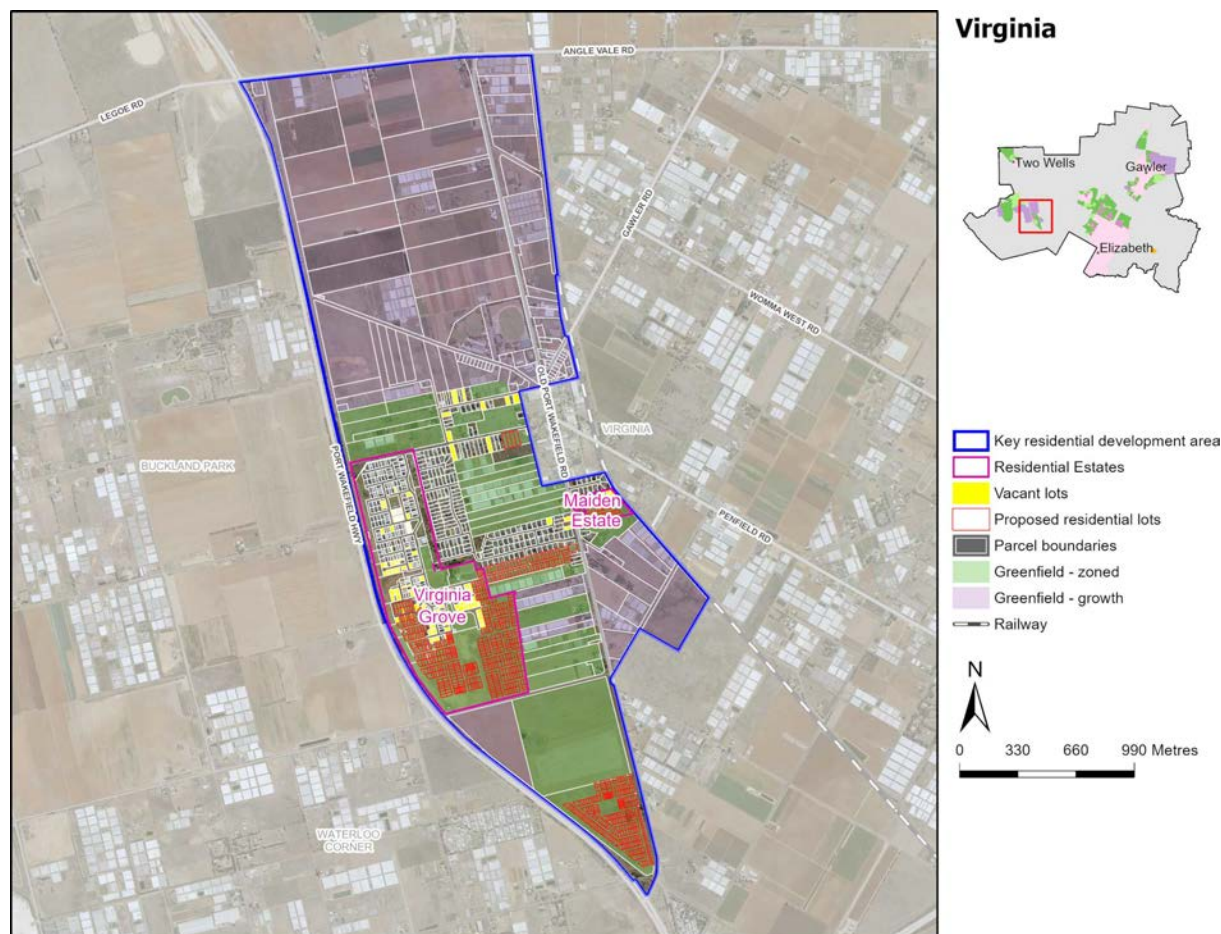 Virginia
ANGLE VALE RD
LEGOE RD
GAWLER RD
WOMMA WEST RD
OLD PORT WAKEFIELD RD
VIRGINIA
BUCKLAND PARK
PORT WAKEFIELD HWY
Maiden
Estate
PENFIELD RD
Virginia
Grove
WATERLOO
CORNER
Two Wells
Gawler
Elizabeth
Key residential development area
Residential Estates
Vacant lots
Proposed residential lots
Parcel boundaries
Greenfield - zoned
Greenfield - growth
Railway
N
0 330 660 990 Metres